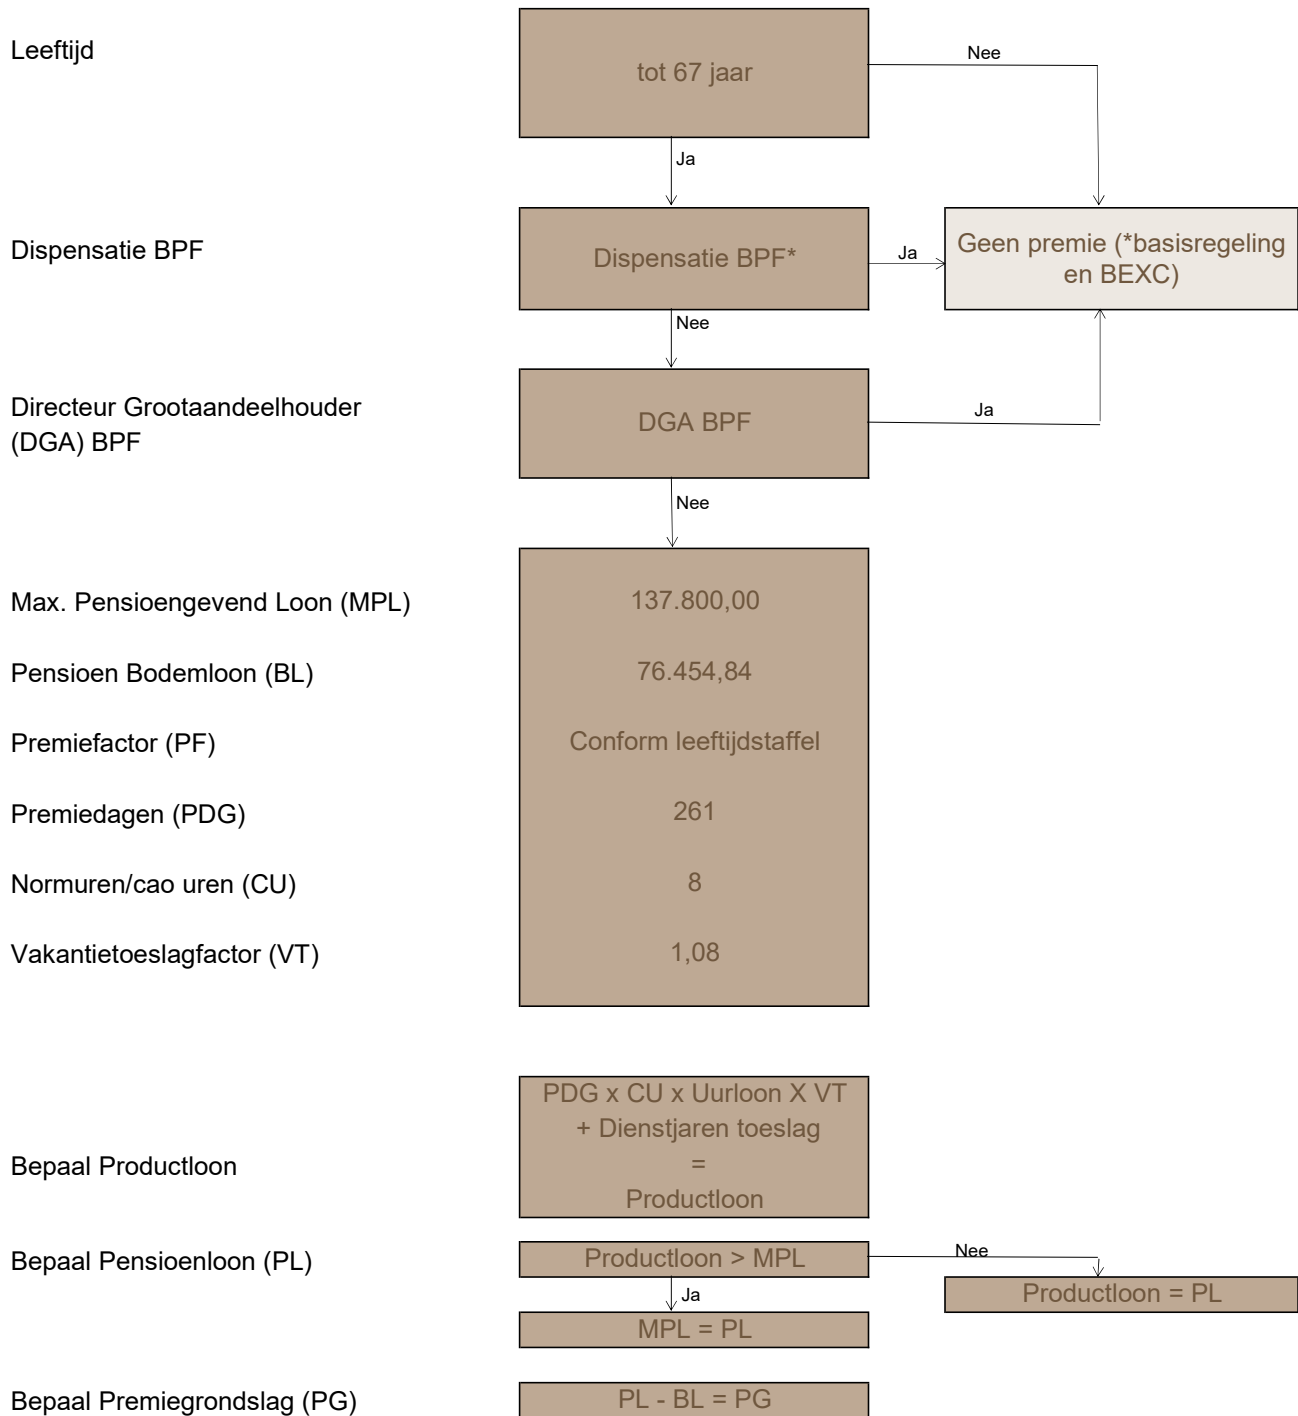 Leeftijd
tot 67 jaar
Nee
Ja
Dispensatie BPF
Dispensatie BPF*
Ja
Geen premie (*basisregeling
en BEXC)
Nee
Directeur Grootaandeelhouder
(DGA) BPF
DGA BPF
Ja
Nee
Max. Pensioengevend Loon (MPL)
137.800,00
Pensioen Bodemloon (BL)
76.454,84
Premiefactor (PF)
Conform leeftijdstaffel
Premiedagen (PDG)
261
Normuren/cao uren (CU)
8
Vakantietoeslagfactor (VT)
1,08
Bepaal Productloon
PDG x CU x Uurloon X VT
+ Dienstjaren toeslag
=
Productloon
Bepaal Pensioenloon (PL)
Productloon > MPL
Nee
Ja
Productloon = PL
MPL = PL
Bepaal Premiegrondslag (PG)
PL - BL = PG